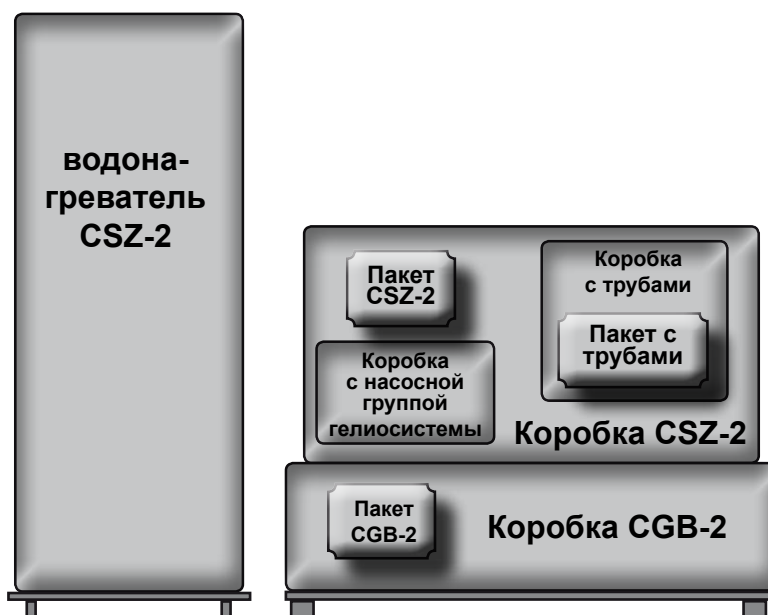 водона-
греватель
CSZ-2
Пакет
CSZ-2
Коробка
с трубами
Пакет с
трубами
Коробка
с насосной
группой
гелиосистемы
Коробка CSZ-2
Пакет
CGB-2
Коробка CGB-2